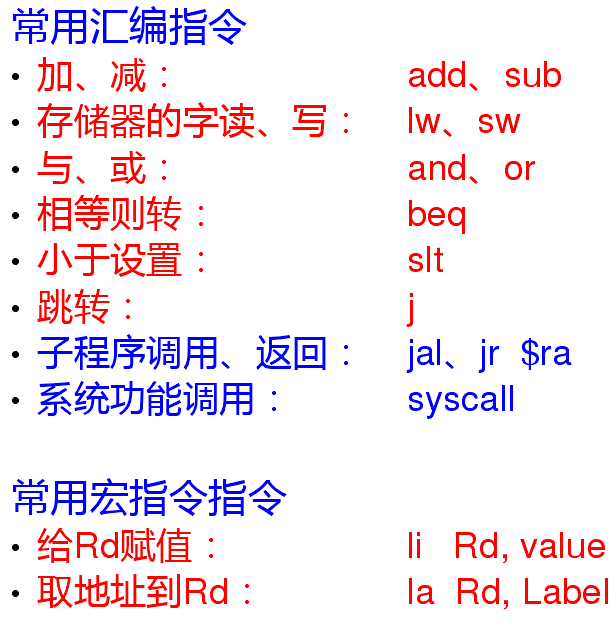 常用汇编指令
• 加、减： add、sub
• 存储器的字读、写： lw、sw
• 与、或： and、or
• 相等则转： beq
• 小于设置： slt
• 跳转： j
• 子程序调用、返回： jal、jr $ra
• 系统功能调用： syscall
常用宏指令指令
• 给Rd赋值： li Rd, value
• 取地址到Rd： la Rd, Label